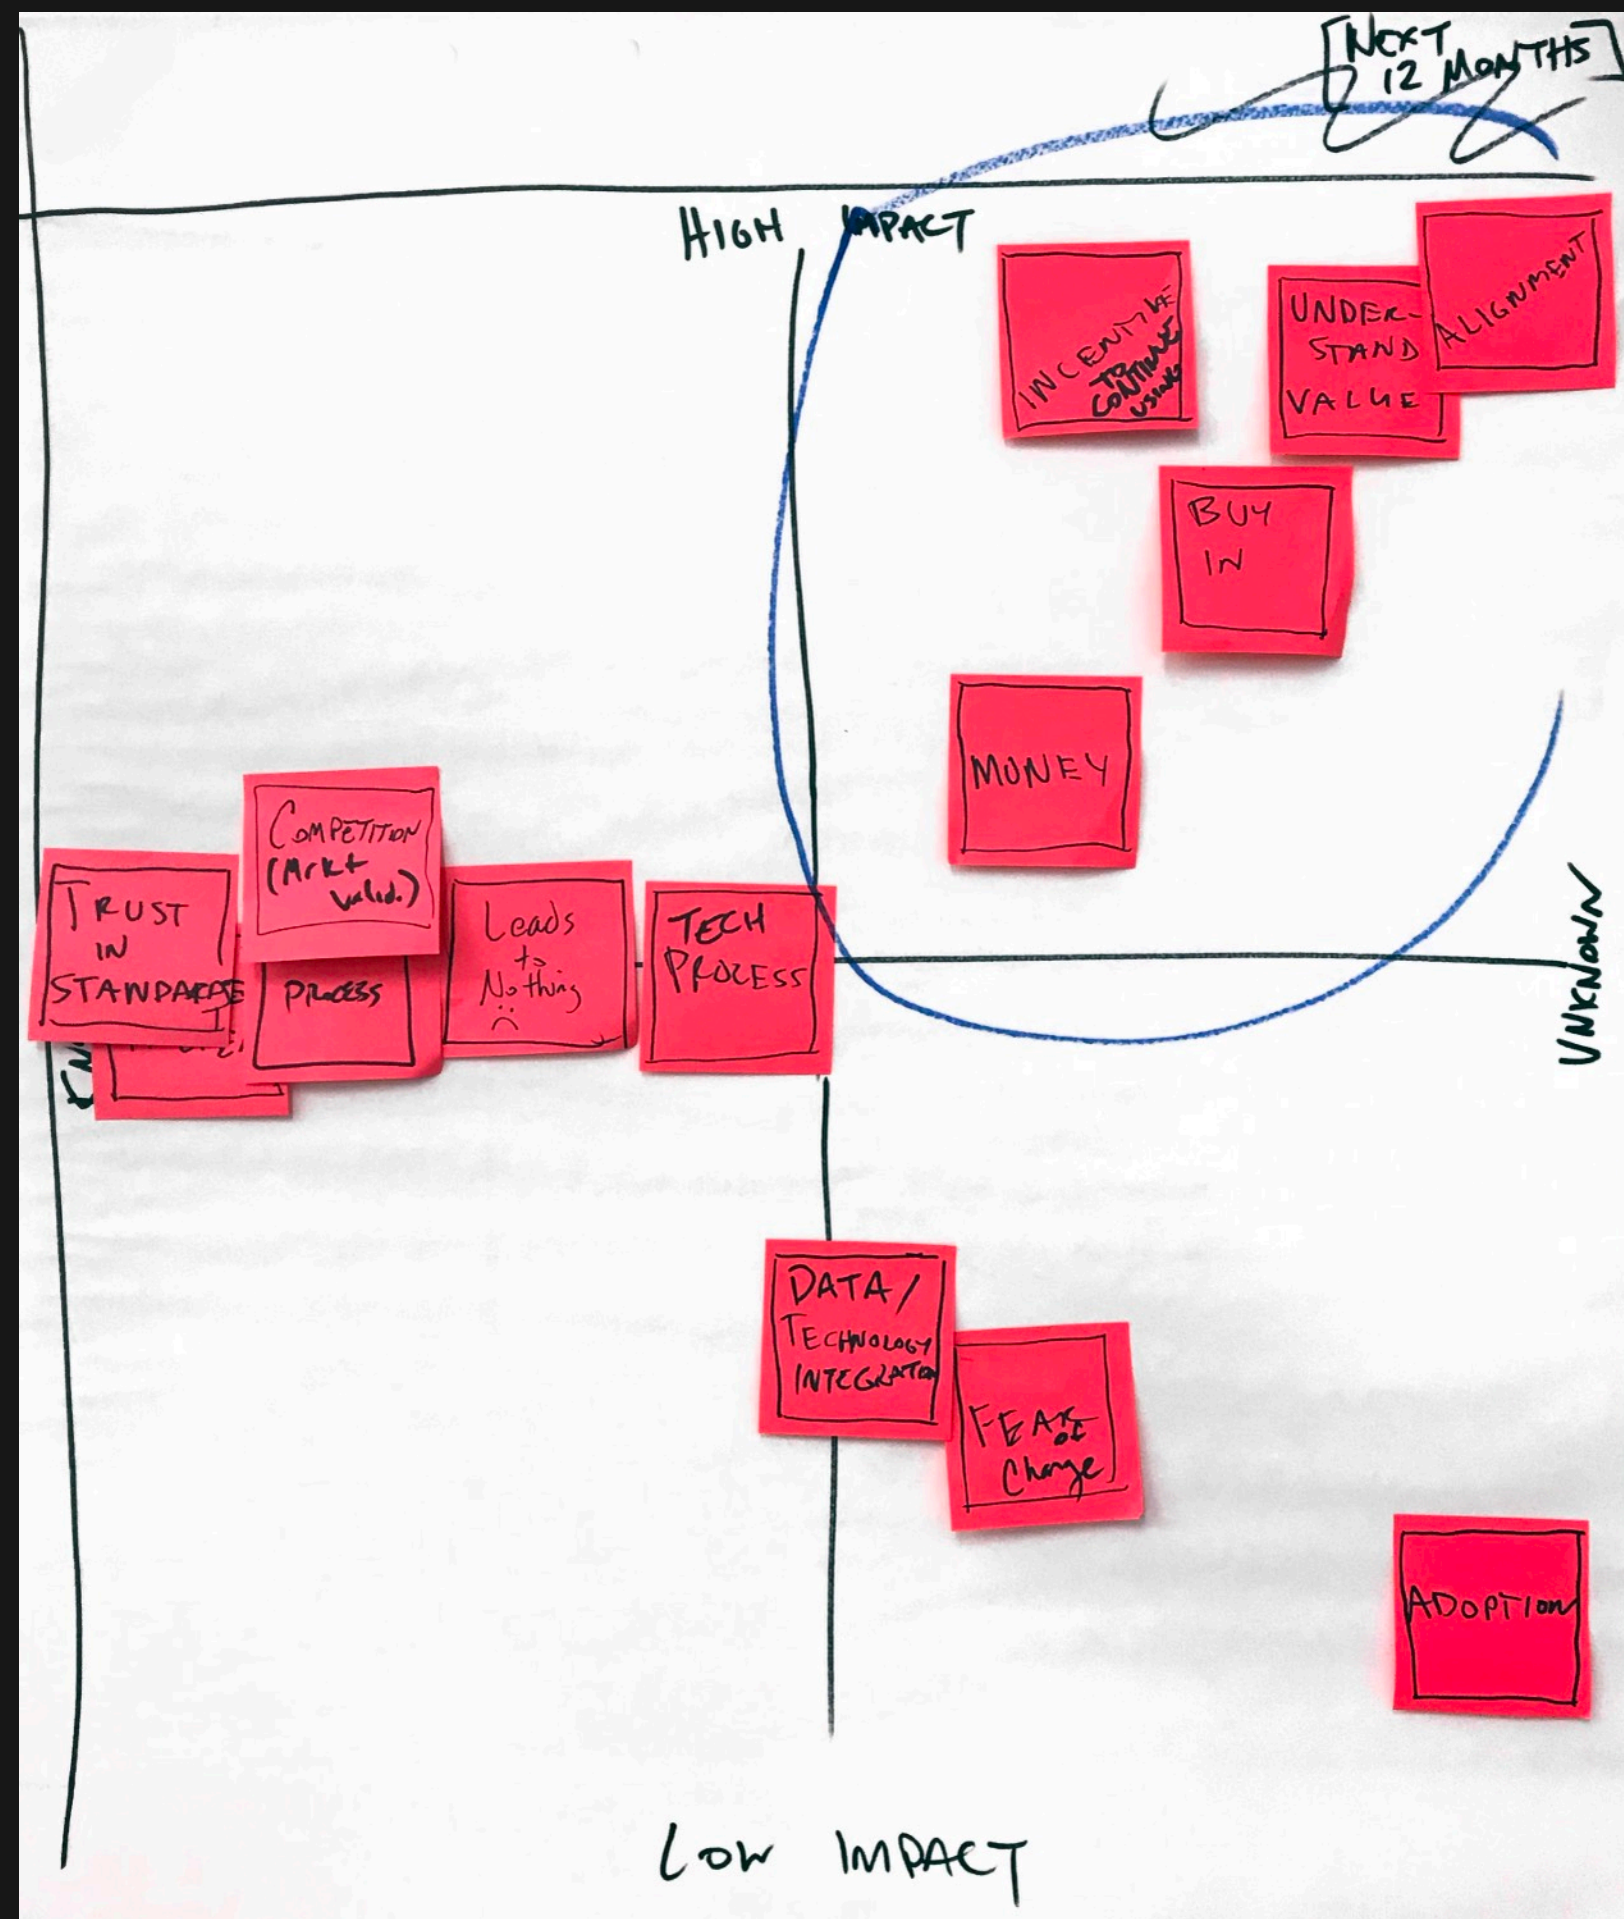 [NEXT
12 MONTHS]
HIGH IMPACT
INCENTIVE
TO
CONTINUE
USING
UNDER-
STAND
VALUE
ALIGNMENT
BUY
IN
MONEY
COMPETITION
(Mrkt
valid.)
TRUST
IN
PROCESS
Leads
to
Nothing
TECH
PROCESS
UNKNOWN
DATA/
TECHNOLOGY
INTEGRATION
FEAR
of
Change
ADOPTION
LOW IMPACT